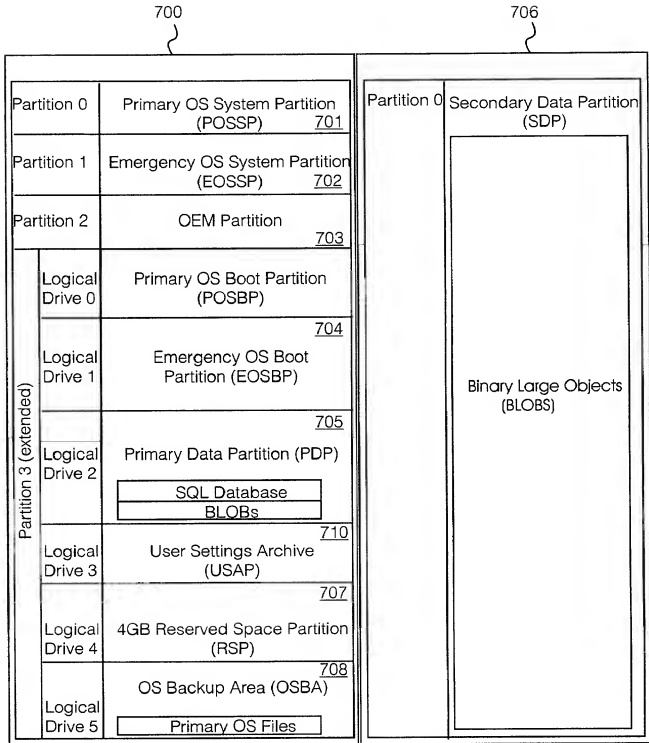 700
706
Partition 0
Primary OS System Partition
(POSSP)
701
Partition 1
Emergency OS System Partition
(EOSSP)
702
Partition 2
OEM Partition
703
Partition 3 (extended)
Logical
Drive 0
Primary OS Boot Partition
(POSBP)
704
Logical
Drive 1
Emergency OS Boot
Partition (EOSBP)
705
Logical
Drive 2
Primary Data Partition (PDP)
SQL Database
BLOBs
710
Logical
Drive 3
User Settings Archive
(USAP)
707
Logical
Drive 4
4GB Reserved Space Partition
(RSP)
708
Logical
Drive 5
OS Backup Area (OSBA)
Primary OS Files
Partition 0
Secondary Data Partition
(SDP)
Binary Large Objects
(BLOBS)